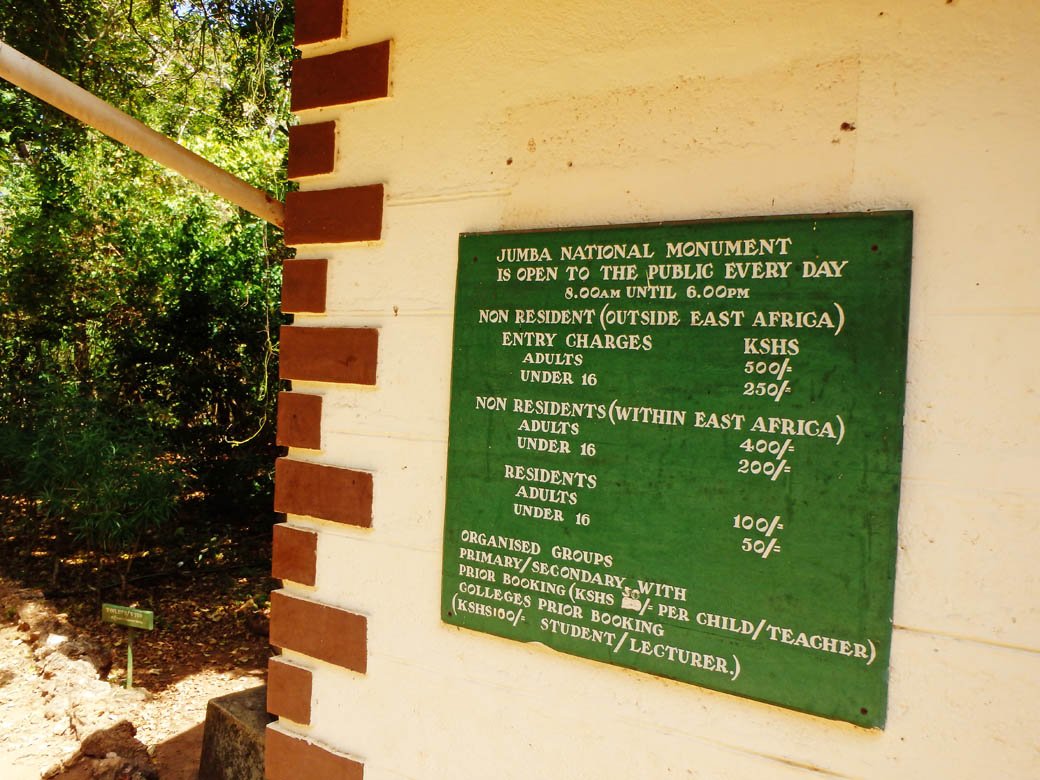 JUMBA NATIONAL MONUMENT
IS OPEN TO THE PUBLIC EVERY DAY
8.00AM UNTIL 6.00PM
NON RESIDENT (OUTSIDE EAST AFRICA)
ENTRY CHARGES KSHS
ADULTS 500/=
UNDER 16 250/=
NON RESIDENTS (WITHIN EAST AFRICA)
ADULTS 400/=
UNDER 16 200/=
RESIDENTS
ADULTS 100/=
UNDER 16 50/=
ORGANISED GROUPS
PRIMARY/SECONDARY WITH
PRIOR BOOKING (KSHS /= PER CHILD/TEACHER)
COLLEGES PRIOR BOOKING
(KSHS100/= STUDENT/LECTURER.)